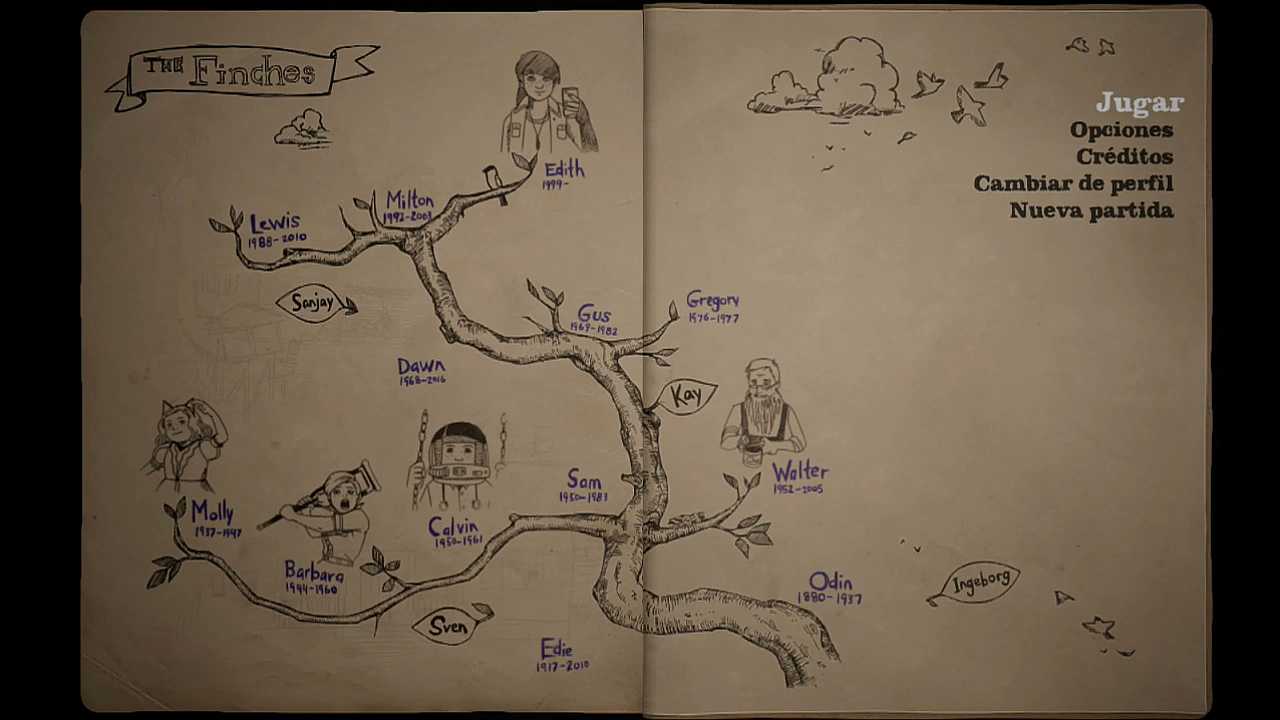 THE Finches
Edith
1999-
Milton
1992-2003
Lewis
1988-2010
Sanjay
Gus
1969-1982
Gregory
1976-1977
Dawn
1968-2016
Kay
Sam
1950-1983
Walter
1952-2005
Molly
1937-1947
Calvin
1950-1961
Barbara
1944-1960
Sven
Edie
1917-2010
Odin
1880-1937
Ingeborg
Jugar
Opciones
Créditos
Cambiar de perfil
Nueva partida